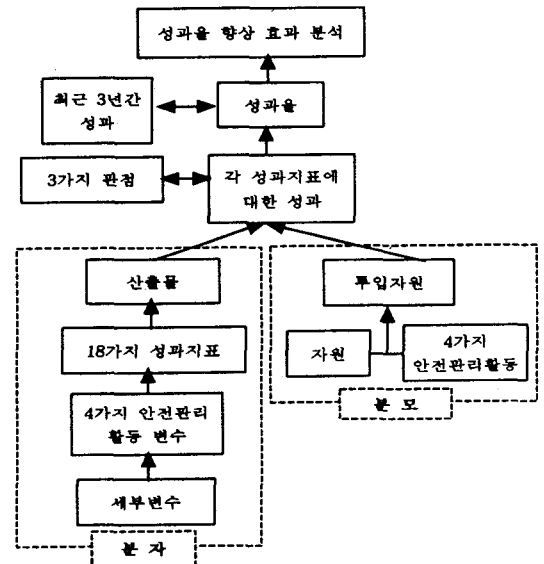 성과율 향상 효과 분석
최근 3년간
성과
성과율
3가지 관점
각 성과지표에
대한 성과
산출물
투입자원
18가지 성과지표
자원
4가지
안전관리활동
4가지 안전관리
활동 변수
분 모
세부변수
분 자